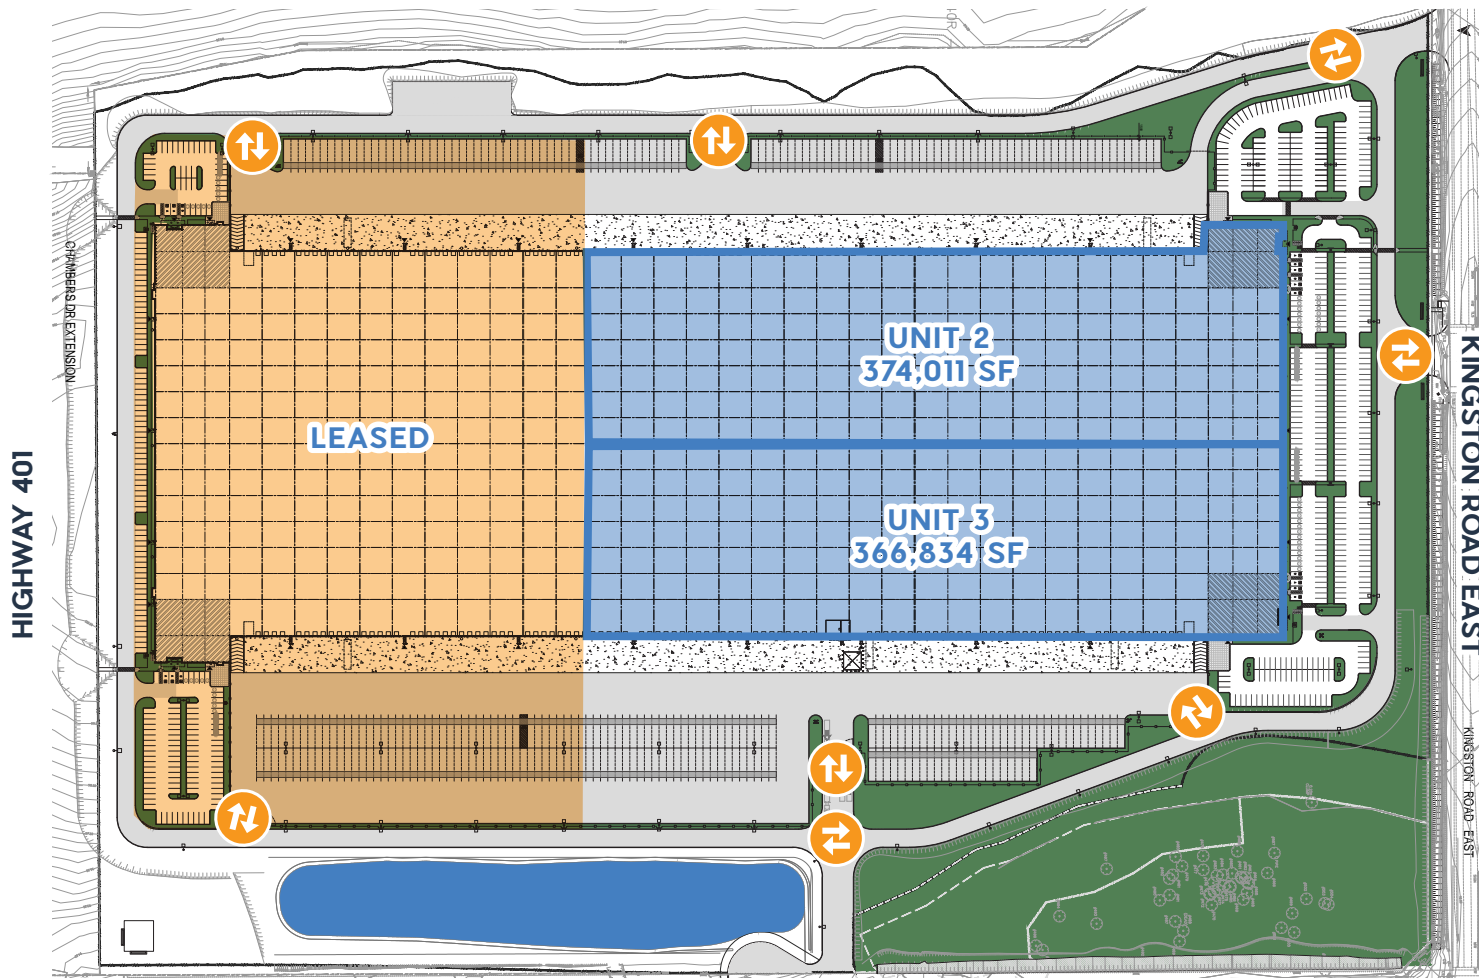 HIGHWAY 401
CHAMBERS DR EXTENSION
LEASED
UNIT 2
374,011 SF
UNIT 3
366,834 SF
KINGSTON ROAD EAST
KINGSTON ROAD EAST